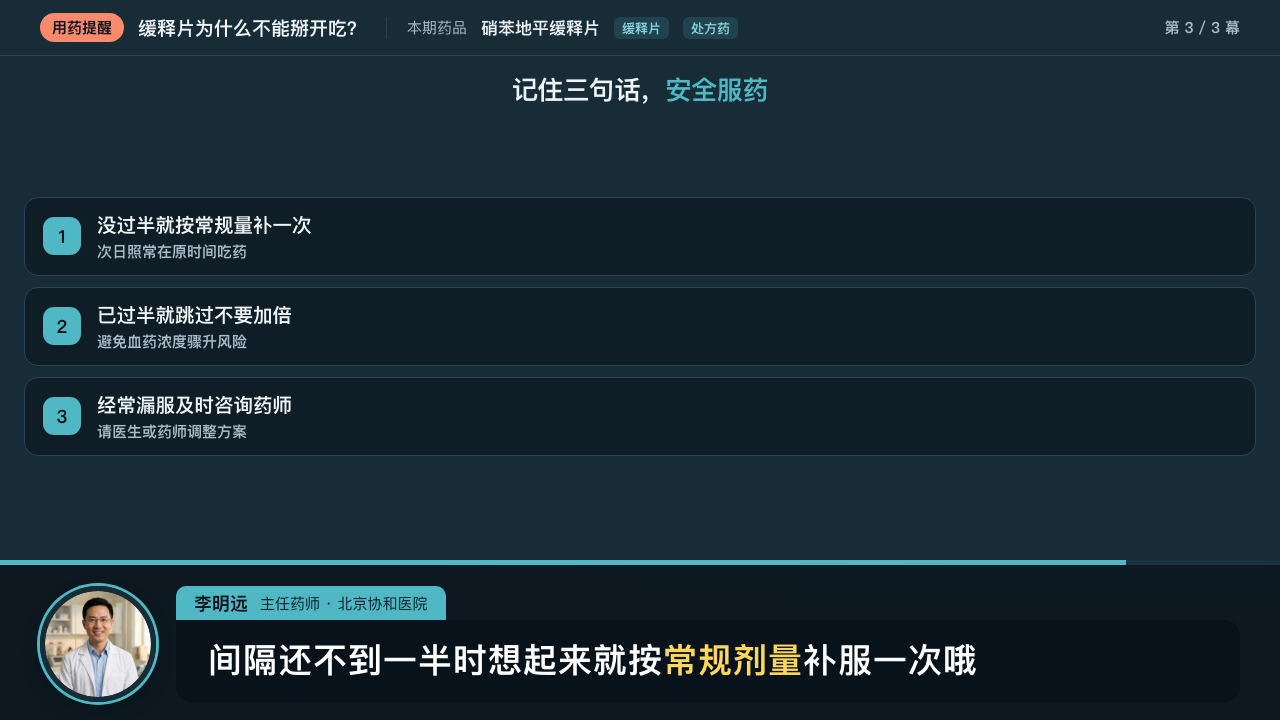 用药提醒 缓释片为什么不能掰开吃? 本期药品 硝苯地平缓释片 缓释片 处方药 第 3 / 3 幕
记住三句话，安全服药
1 没过半就按常规量补一次
次日照常在原时间吃药
2 已过半就跳过不要加倍
避免血药浓度骤升风险
3 经常漏服及时咨询药师
请医生或药师调整方案
李明远 主任药师 · 北京协和医院
间隔还不到一半时想起来就按常规剂量补服一次哦